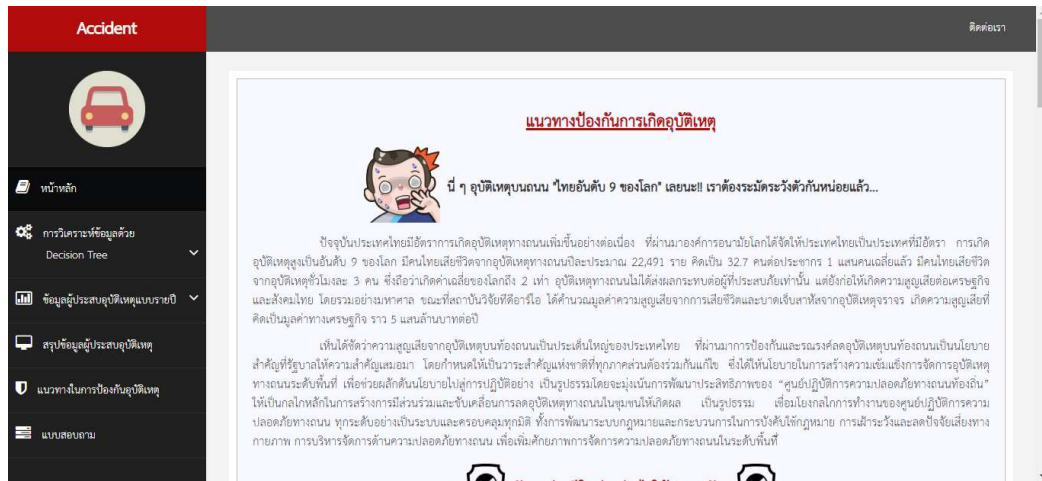 Accident
ติดต่อเรา
หน้าหลัก
การวิเคราะห์ข้อมูลด้วย
Decision Tree
ข้อมูลผู้ประสบอุบัติเหตุแบบรายปี
สรุปข้อมูลผู้ประสบอุบัติเหตุ
แนวทางในการป้องกันอุบัติเหตุ
แบบสอบถาม
แนวทางป้องกันการเกิดอุบัติเหตุ
นี่ ๆ อุบัติเหตุบนถนน "ไทยอันดับ 9 ของโลก" เลยนะ!! เราต้องระมัดระวังตัวกันหน่อยแล้ว...
ปัจจุบันประเทศไทยมีอัตราการเกิดอุบัติเหตุทางถนนเพิ่มขึ้นอย่างต่อเนื่อง ที่ผ่านมาองค์การอนามัยโลกได้จัดให้ประเทศไทยเป็นประเทศที่มีอัตรา การเกิด
อุบัติเหตุสูงเป็นอันดับ 9 ของโลก มีคนไทยเสียชีวิตจากอุบัติเหตุทางถนนปีละประมาณ 22,491 ราย คิดเป็น 32.7 คนต่อประชากร 1 แสนคนเฉลี่ยแล้ว มีคนไทยเสียชีวิต
จากอุบัติเหตุชั่วโมงละ 3 คน ซึ่งถือว่าเกิดค่าเฉลี่ยของโลกถึง 2 เท่า อุบัติเหตุทางถนนไม่ได้ส่งผลกระทบต่อผู้ที่ประสบภัยเท่านั้น แต่ยังก่อให้เกิดความสูญเสียต่อเศรษฐกิจ
และสังคมไทย โดยรวมอย่างมหาศาล ขณะที่สถาบันวิจัยทีดีอาร์ไอ ได้คำนวณมูลค่าความสูญเสียจากการเสียชีวิตและบาดเจ็บสาหัสจากอุบัติเหตุจราจร เกิดความสูญเสียที่
คิดเป็นมูลค่าทางเศรษฐกิจ ราว 5 แสนล้านบาทต่อปี
เห็นได้ชัดว่าความสูญเสียจากอุบัติเหตุบนท้องถนนเป็นประเด็นใหญ่ของประเทศไทย ที่ผ่านมาการป้องกันและรณรงค์ลดอุบัติเหตุบนท้องถนนเป็นนโยบาย
สำคัญที่รัฐบาลให้ความสำคัญเสมอมา โดยกำหนดให้เป็นวาระสำคัญแห่งชาติที่ทุกภาคส่วนต้องร่วมกันแก้ไข ซึ่งได้ให้นโยบายในการสร้างความเข้มแข็งการจัดการอุบัติเหตุ
ทางถนนระดับพื้นที่ เพื่อช่วยผลักดันนโยบายไปสู่การปฏิบัติอย่าง เป็นรูปธรรมโดยจะมุ่งเน้นการพัฒนาประสิทธิภาพของ "ศูนย์ปฏิบัติการความปลอดภัยทางถนนท้องถิ่น"
ให้เป็นกลไกหลักในการสร้างการมีส่วนร่วมและขับเคลื่อนการลดอุบัติเหตุทางถนนในชุมชนให้เกิดผล เป็นรูปธรรม เชื่อมโยงกลไกการทำงานของศูนย์ปฏิบัติการความ
ปลอดภัยทางถนน ทุกระดับอย่างเป็นระบบและครอบคลุมทุกมิติ ทั้งการพัฒนาระบบกฎหมายและกระบวนการในการบังคับใช้กฎหมาย การเฝ้าระวังและลดปัจจัยเสี่ยงทาง
กายภาพ การบริหารจัดการด้านความปลอดภัยทางถนน เพื่อเพิ่มศักยภาพการจัดการความปลอดภัยทางถนนในระดับพื้นที่